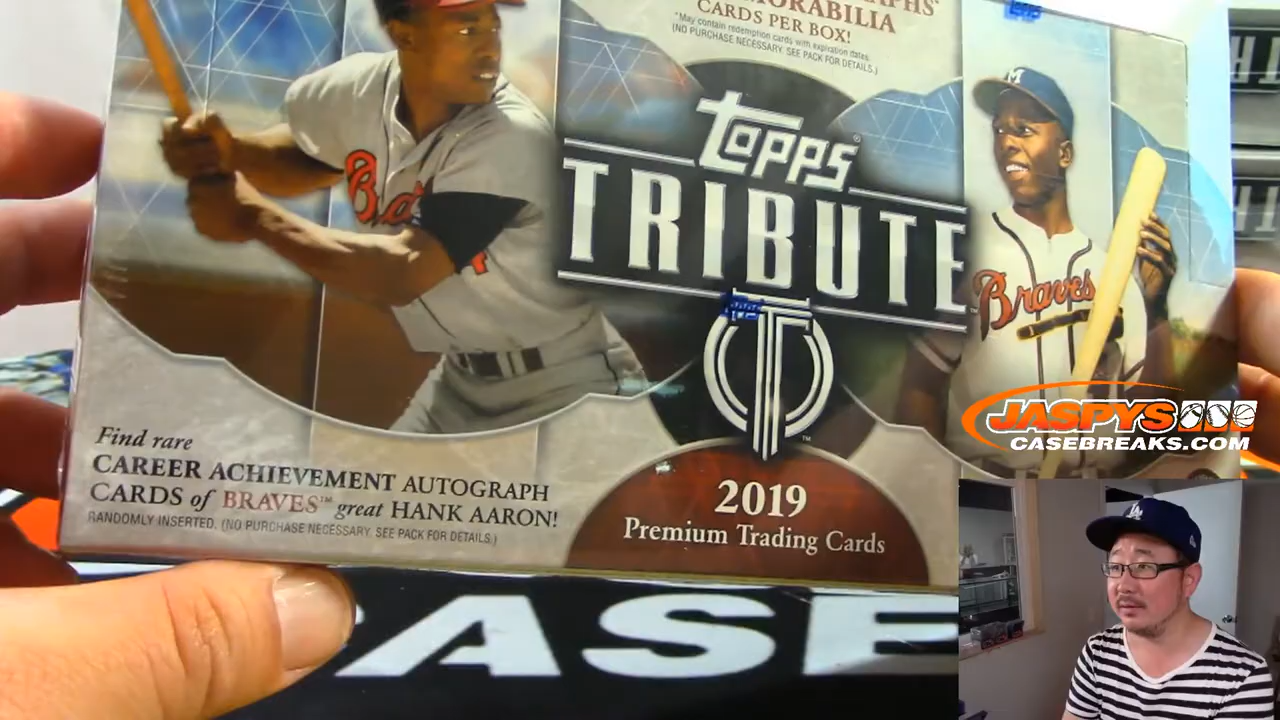 CARDS PER BOX!
*May contain redemption cards with expiration dates.
(NO PURCHASE NECESSARY. SEE PACK FOR DETAILS.)
topps
TRIBUTE
T
M
Braves
Find rare
CAREER ACHIEVEMENT AUTOGRAPH
CARDS of BRAVES™ great HANK AARON!
RANDOMLY INSERTED. (NO PURCHASE NECESSARY. SEE PACK FOR DETAILS.)
2019
Premium Trading Cards
JASPYS
CASEBREAKS.COM
CASE
LA